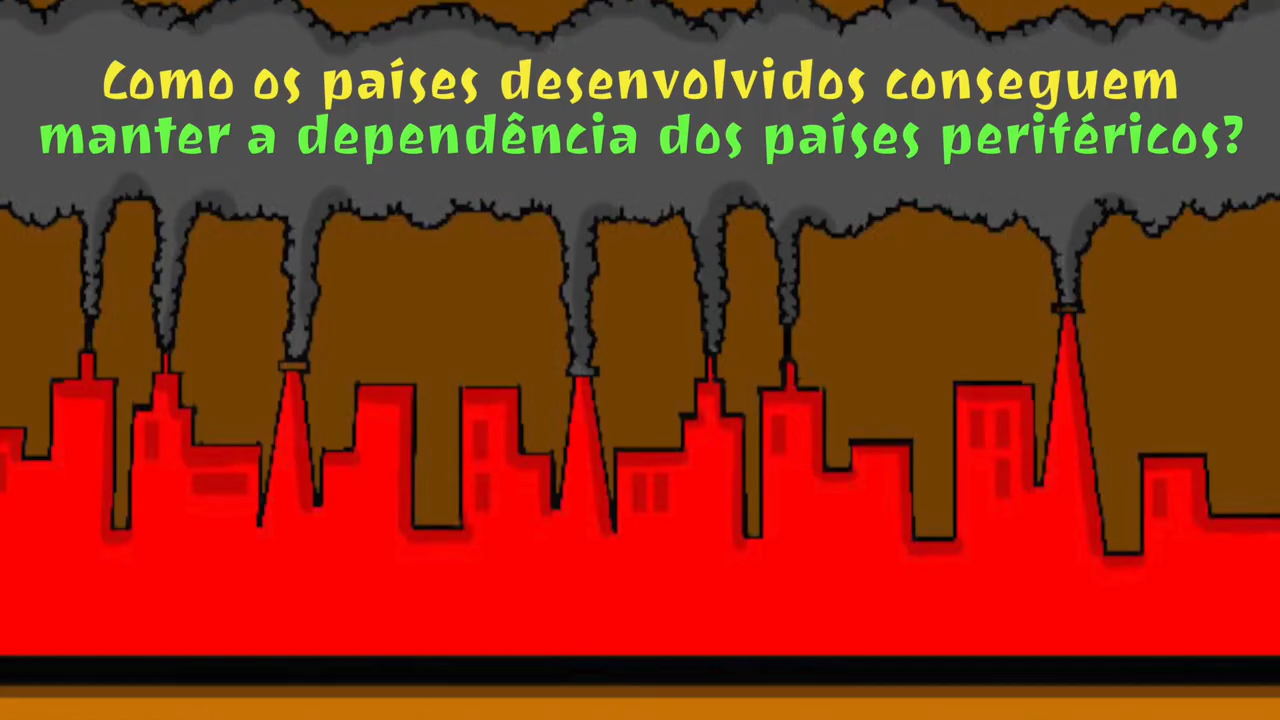 Como os países desenvolvidos conseguem
manter a dependência dos países periféricos?